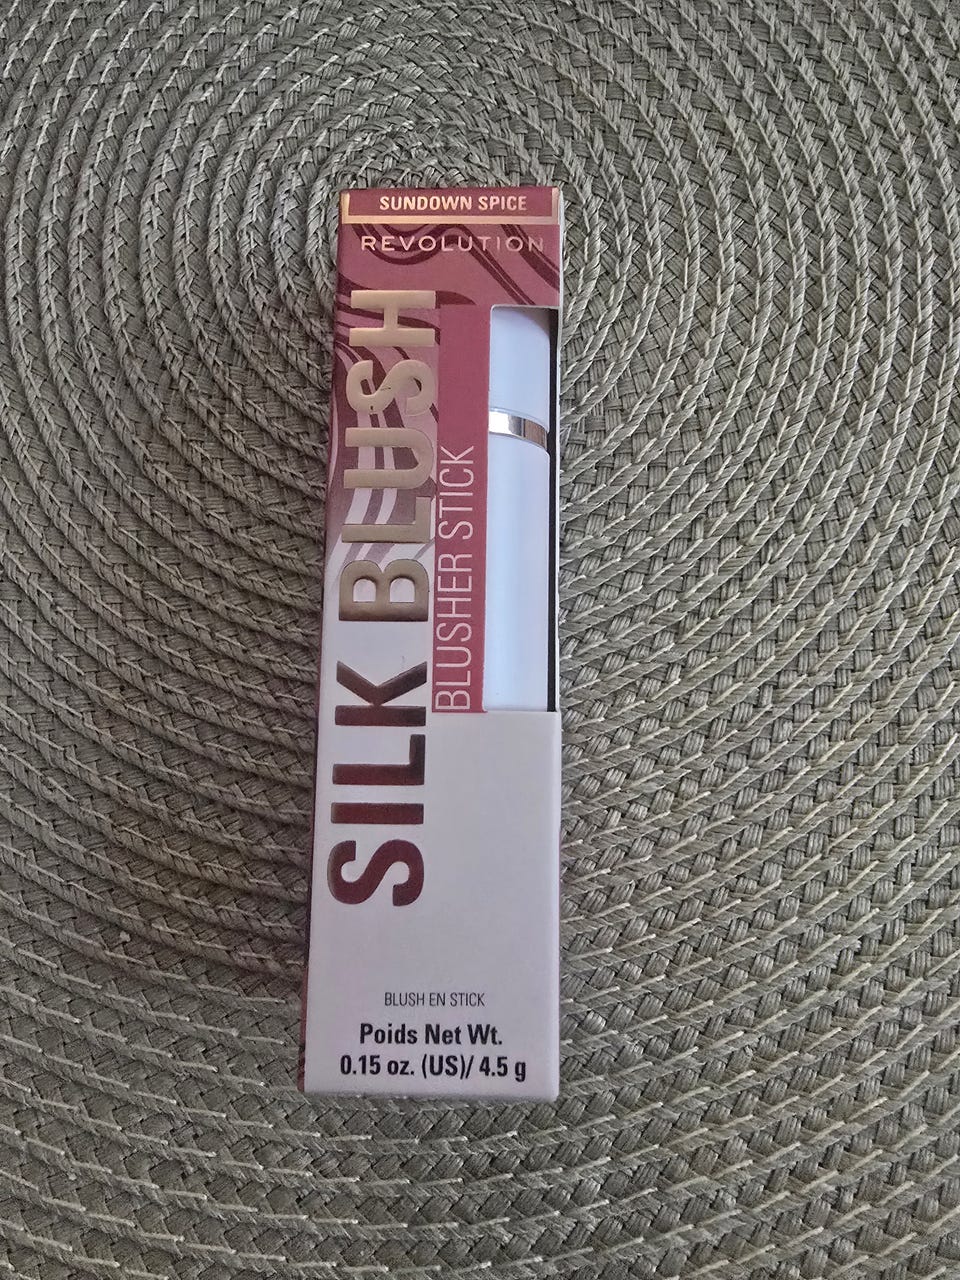 SUNDOWN SPICE
REVOLUTION
SILK BLUSH
BLUSHER STICK
BLUSH EN STICK
Poids Net Wt.
0.15 oz. (US)/ 4.5 g